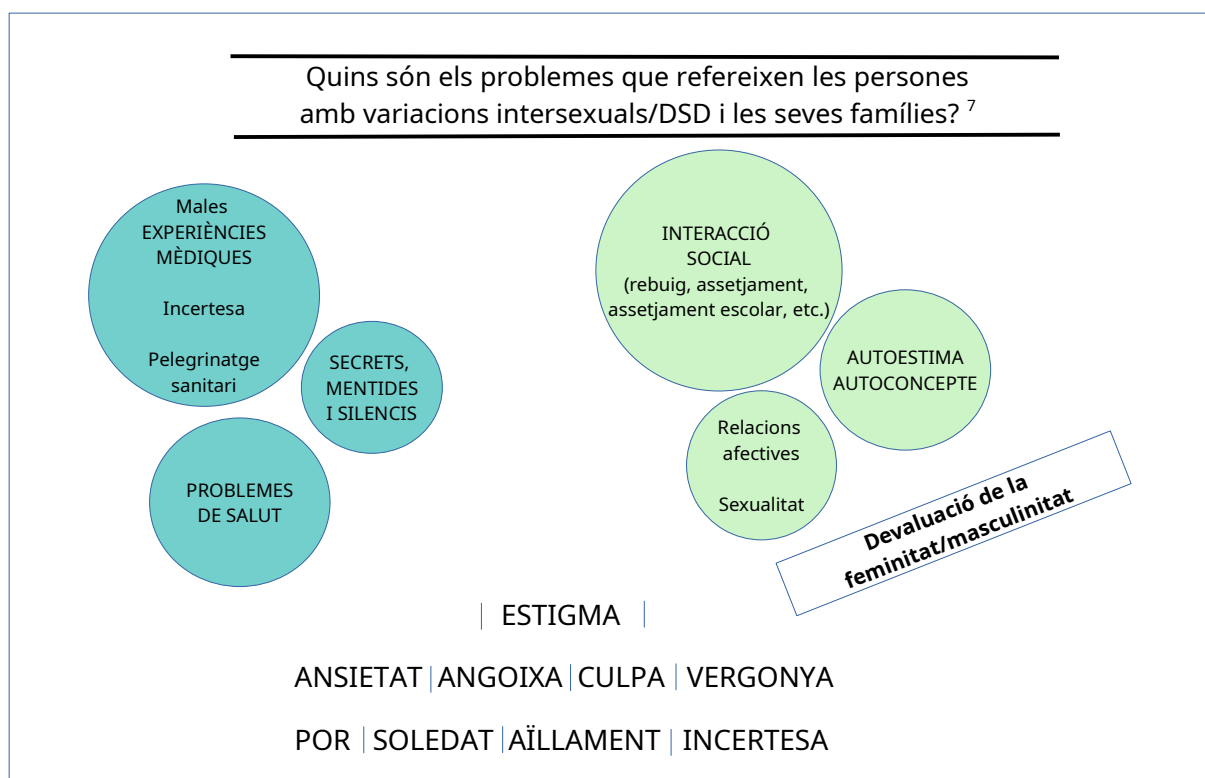 Quins són els problemes que refereixen les persones
amb variacions intersexuals/DSD i les seves famílies? 7
Males
EXPERIÈNCIES
MÈDIQUES
Incertesa
Pelegrinatge
sanitari
SECRETS,
MENTIDES
I SILENCIS
PROBLEMES
DE SALUT
INTERACCIÓ
SOCIAL
(rebuig, assetjament,
assetjament escolar, etc.)
AUTOESTIMA
AUTOCONCEPTE
Relacions
afectives
Sexualitat
Devaluació de la
feminitat/masculinitat
| ESTIGMA |
ANSIETAT | ANGOIXA | CULPA | VERGONYA
POR | SOLEDAT | AÏLLAMENT | INCERTESA